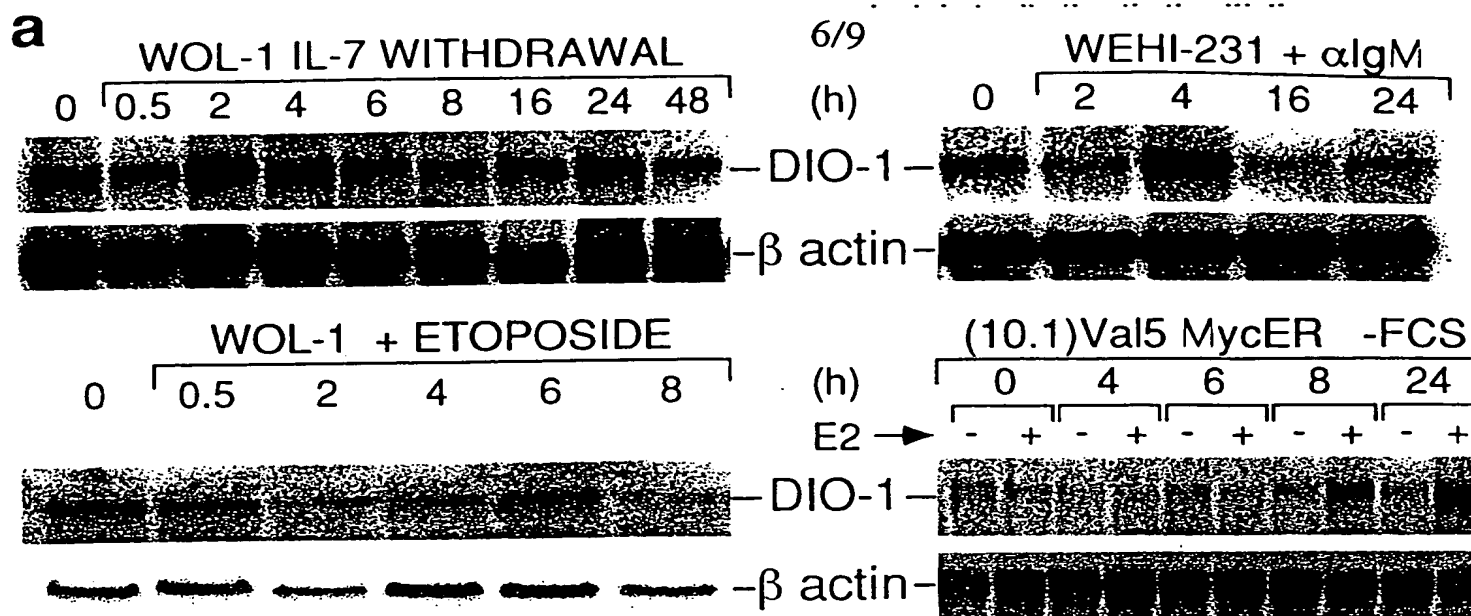 a
6/9
WOL-1 IL-7 WITHDRAWAL
0 0.5 2 4 6 8 16 24 48
(h)
WEHI-231 + αIgM
0 2 4 16 24
–DIO-1–
–β actin–
WOL-1 + ETOPOSIDE
0 0.5 2 4 6 8
(h)
(10.1)Val5 MycER -FCS
0 4 6 8 24
E2 → - + - + - + - + - +
–DIO-1–
–β actin–